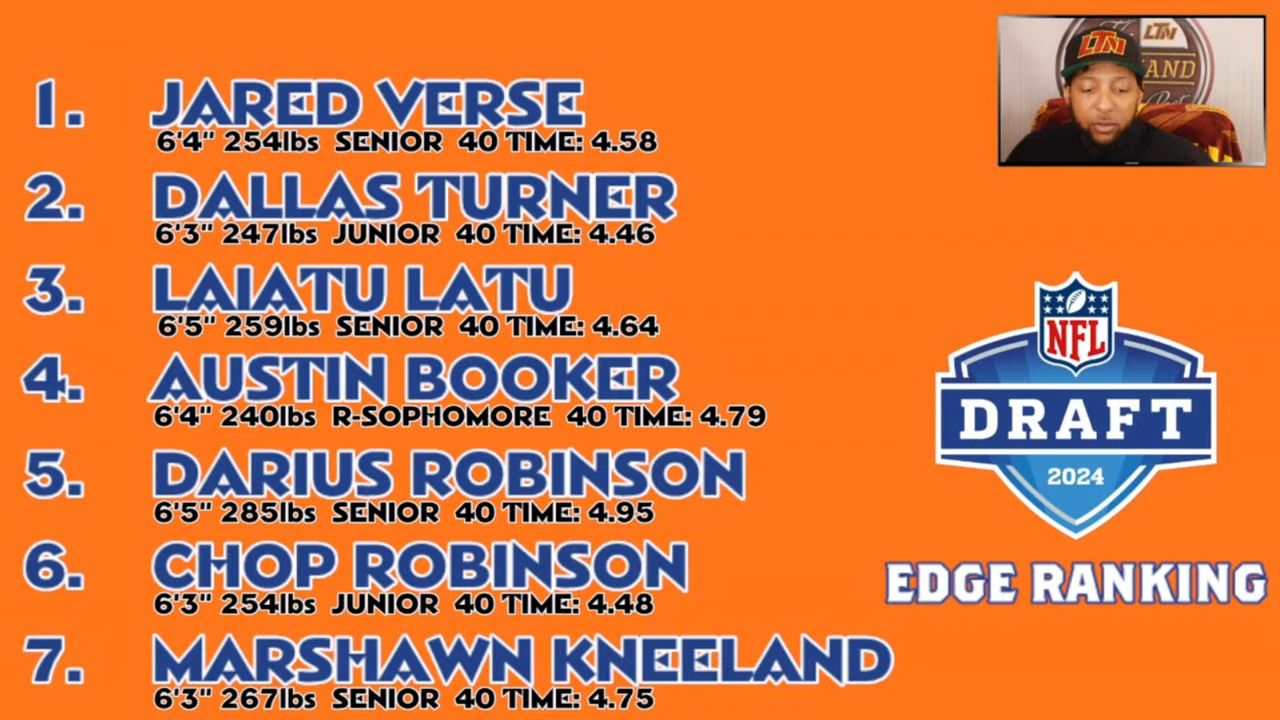 1. JARED VERSE
6'4" 254lbs SENIOR 40 TIME: 4.58
2. DALLAS TURNER
6'3" 247lbs JUNIOR 40 TIME: 4.46
3. LAIATU LATU
6'5" 259lbs SENIOR 40 TIME: 4.64
4. AUSTIN BOOKER
6'4" 240lbs R-SOPHOMORE 40 TIME: 4.79
5. DARIUS ROBINSON
6'5" 285lbs SENIOR 40 TIME: 4.95
6. CHOP ROBINSON
6'3" 254lbs JUNIOR 40 TIME: 4.48
7. MARSHAWN KNEELAND
6'3" 267lbs SENIOR 40 TIME: 4.75
LTN
LTN
NFL
DRAFT
2024
EDGE RANKING